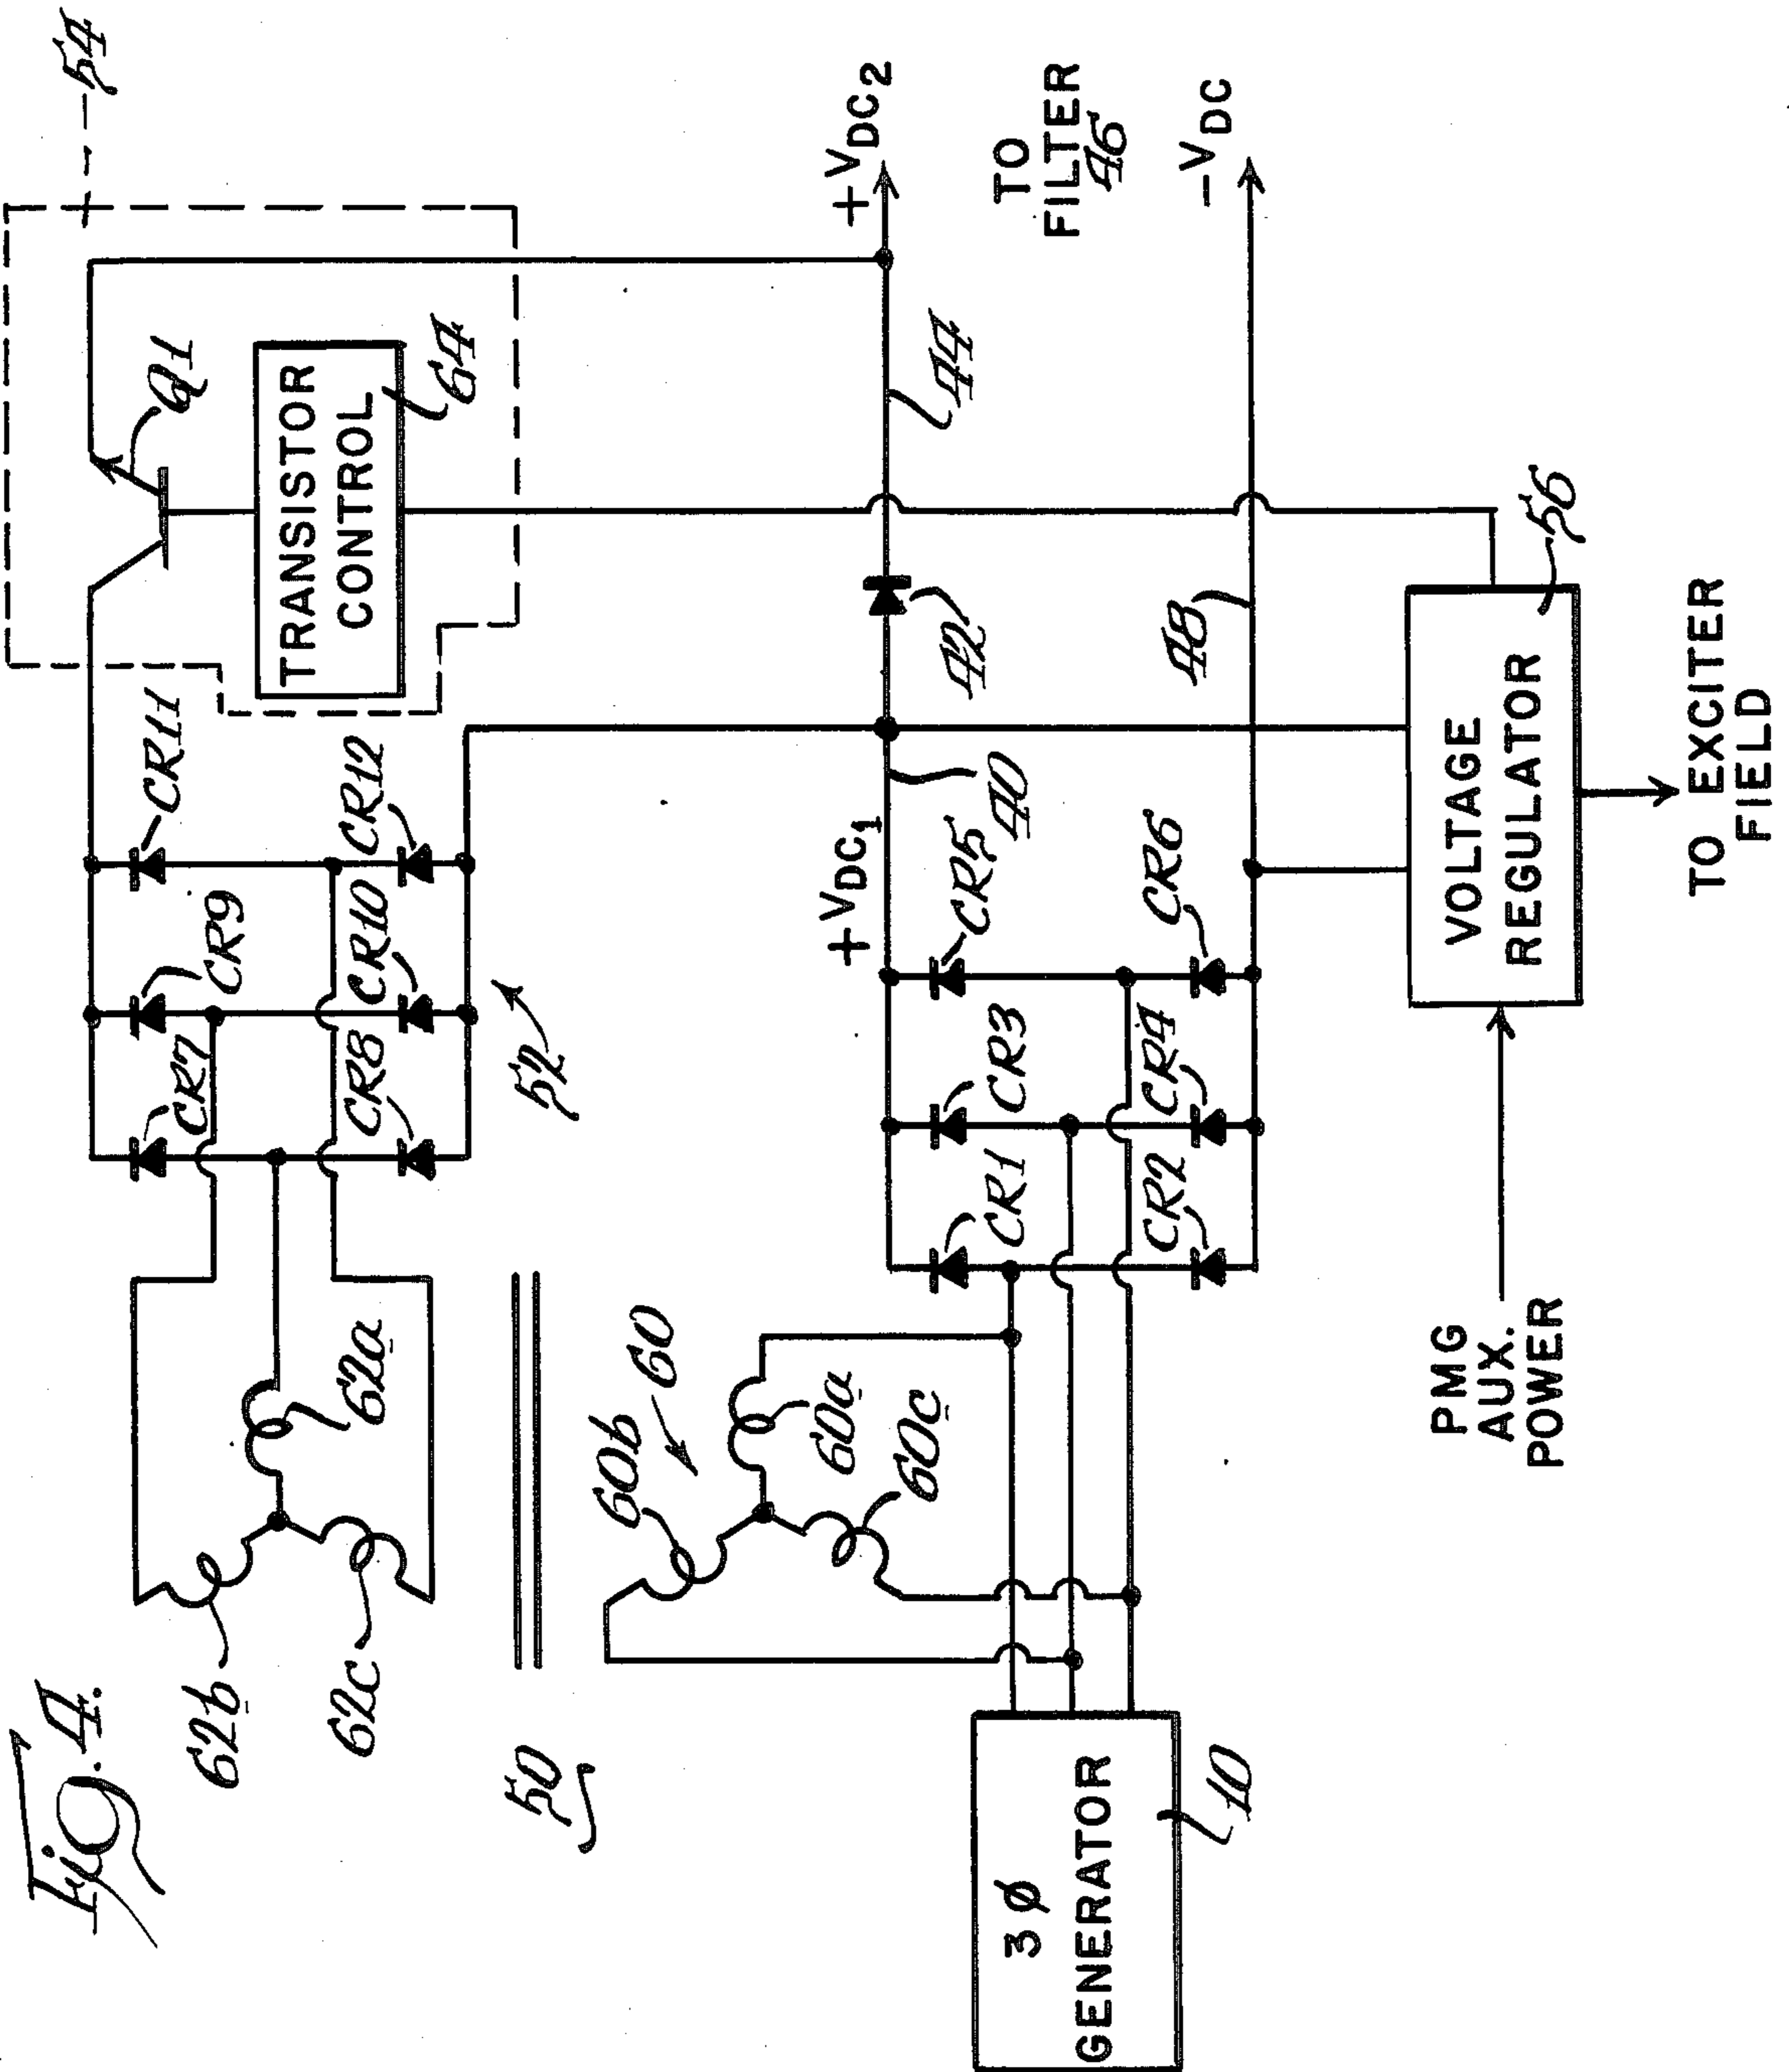 Fig. 4.
54
Q1
TRANSISTOR
CONTROL
64
CR11
CR12
CR9
CR10
CR7
CR8
52
62a
62b
62c
50
60
60b
60a
60c
+VDC2
TO
FILTER
46
-VDC
44
42
48
40
+VDC1
CR5
CR6
CR3
CR4
CR1
CR2
3Ø
GENERATOR
10
VOLTAGE
REGULATOR
56
PMG
AUX.
POWER
TO EXCITER
FIELD